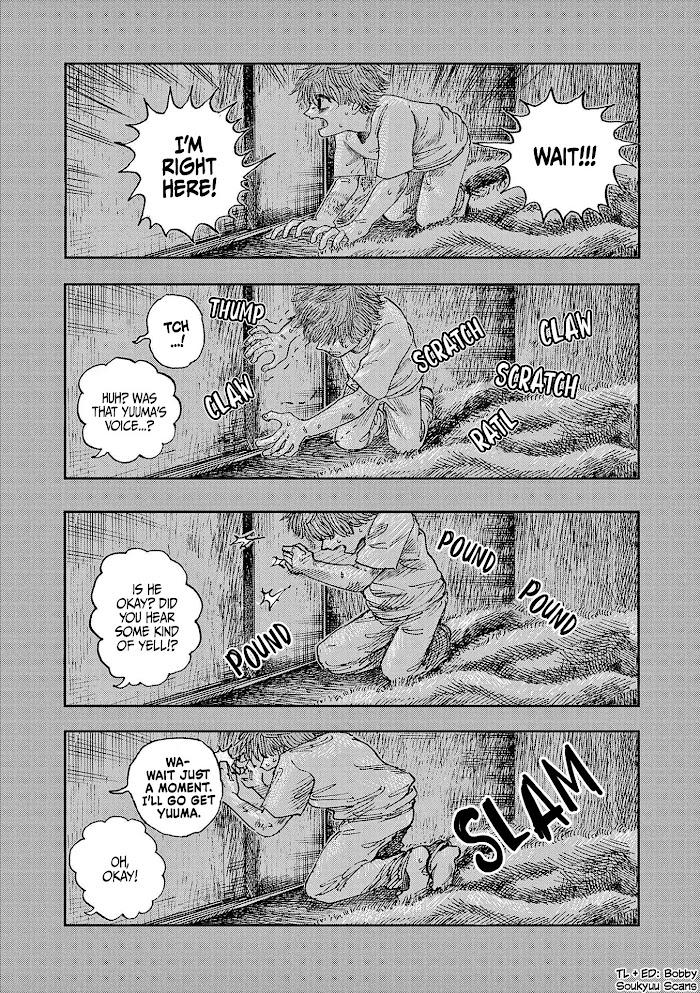 WAIT!!!
I'M
RIGHT
HERE!
CLAW
SCRATCH
SCRATCH
RATL
THUMP
CLAW
TCH
...!
HUH? WAS
THAT YUUMA'S
VOICE...?
POUND
POUND
POUND
IS HE
OKAY? DID
YOU HEAR
SOME KIND
OF YELL!?
WA-
WAIT JUST
A MOMENT.
I'LL GO GET
YUUMA.
SLAM
OH,
OKAY!
TL + ED: Bobby
Soukyuu Scans